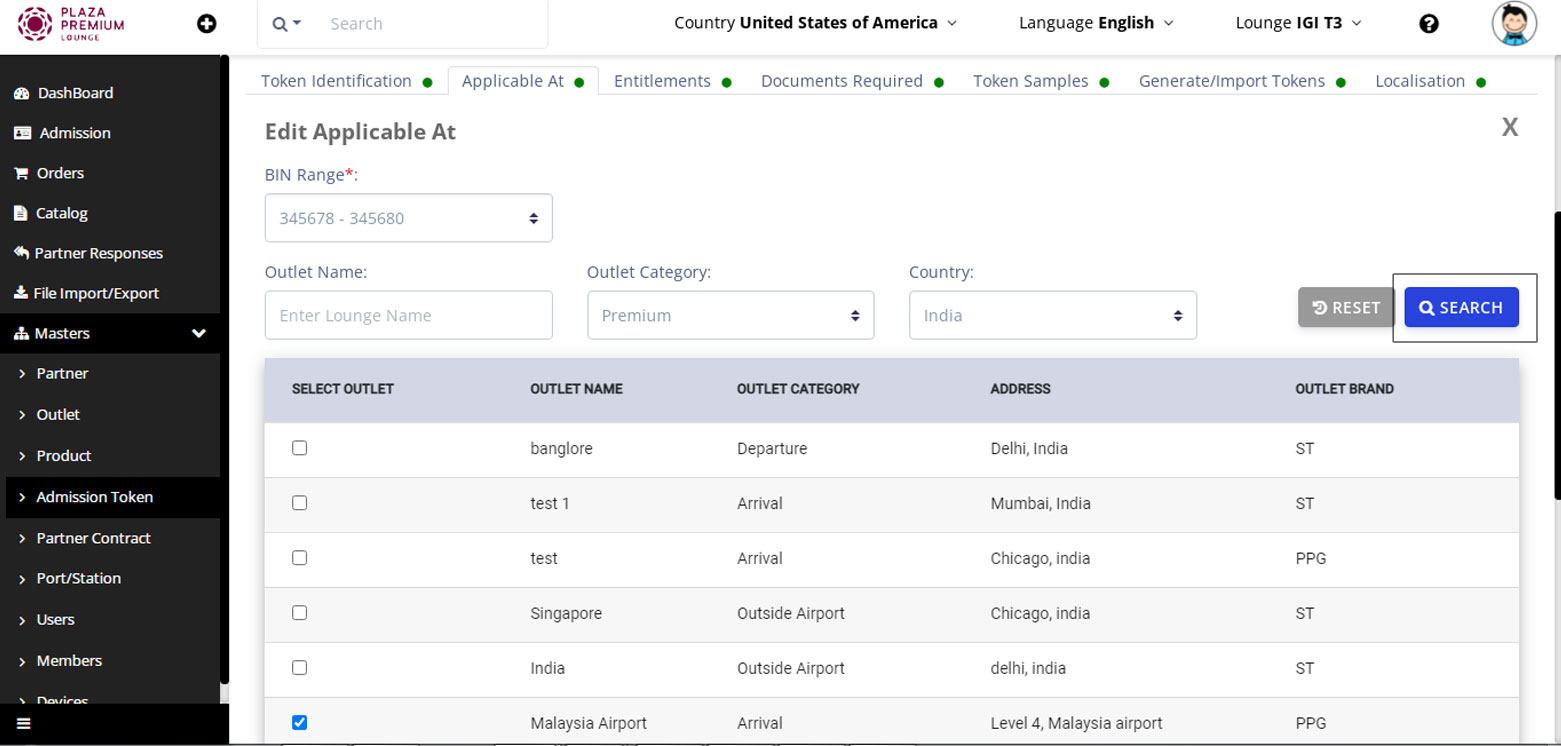 PLAZA
PREMIUM
LOUNGE
Search
Country United States of America
Language English
Lounge IGI T3
DashBoard
Admission
Orders
Catalog
Partner Responses
File Import/Export
Masters
Partner
Outlet
Product
Admission Token
Partner Contract
Port/Station
Users
Members
Devices
Token Identification
Applicable At
Entitlements
Documents Required
Token Samples
Generate/Import Tokens
Localisation
Edit Applicable At
X
BIN Range*:
345678 - 345680
Outlet Name:
Outlet Category:
Country:
Enter Lounge Name
Premium
India
RESET
SEARCH
SELECT OUTLET OUTLET NAME OUTLET CATEGORY ADDRESS OUTLET BRAND
banglore Departure Delhi, India ST
test 1 Arrival Mumbai, India ST
test Arrival Chicago, india PPG
Singapore Outside Airport Chicago, india ST
India Outside Airport delhi, india ST
Malaysia Airport Arrival Level 4, Malaysia airport PPG